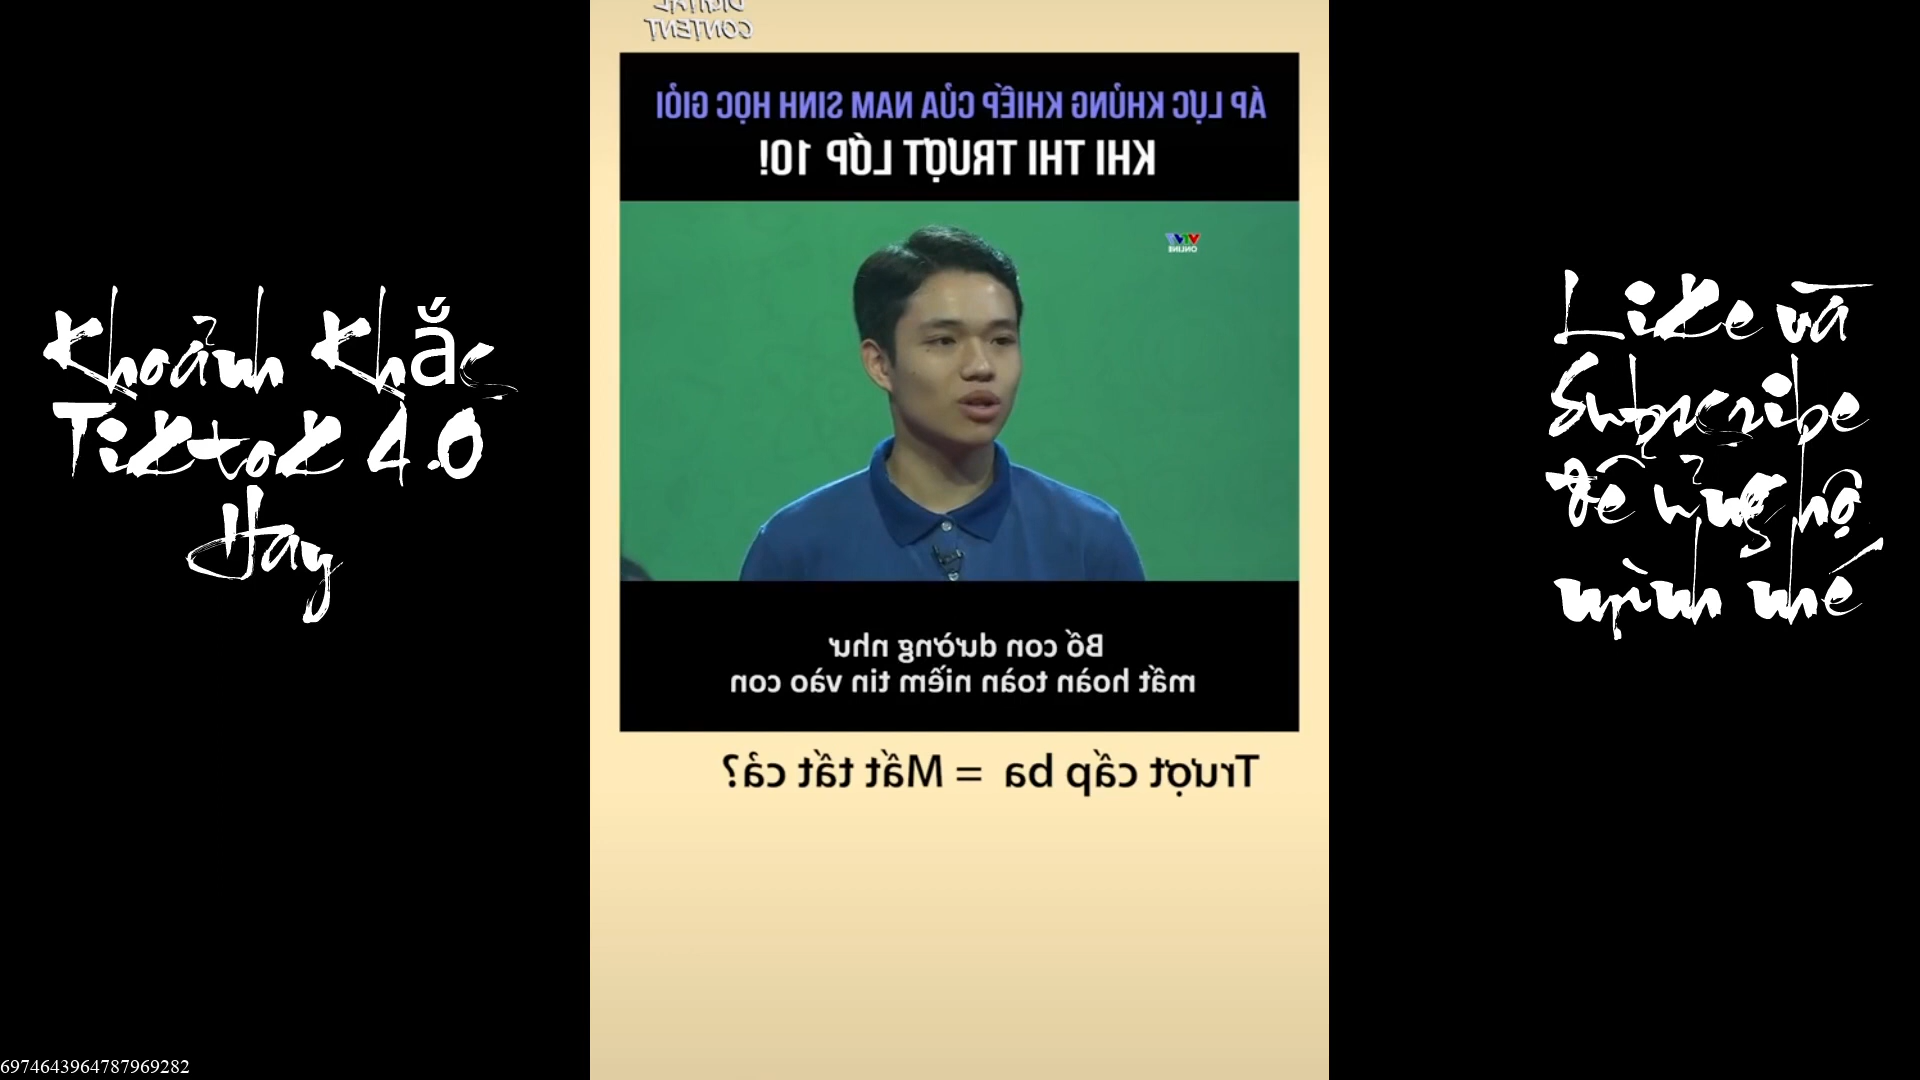 Khoảnh Khắc
Tiktok 4.0
Hay
DIGITAL
CONTENT
ÁP LỰC KHỦNG KHIẾP CỦA NAM SINH HỌC GIỎI
KHI THI TRƯỢT LỚP 10!
VTV
ONLINE
Bố con dường như
mất hoàn toàn niềm tin vào con
Trượt cấp ba = Mất tất cả?
Like và
Subscribe
để ủng hộ
mình nhé
6974643964787969282